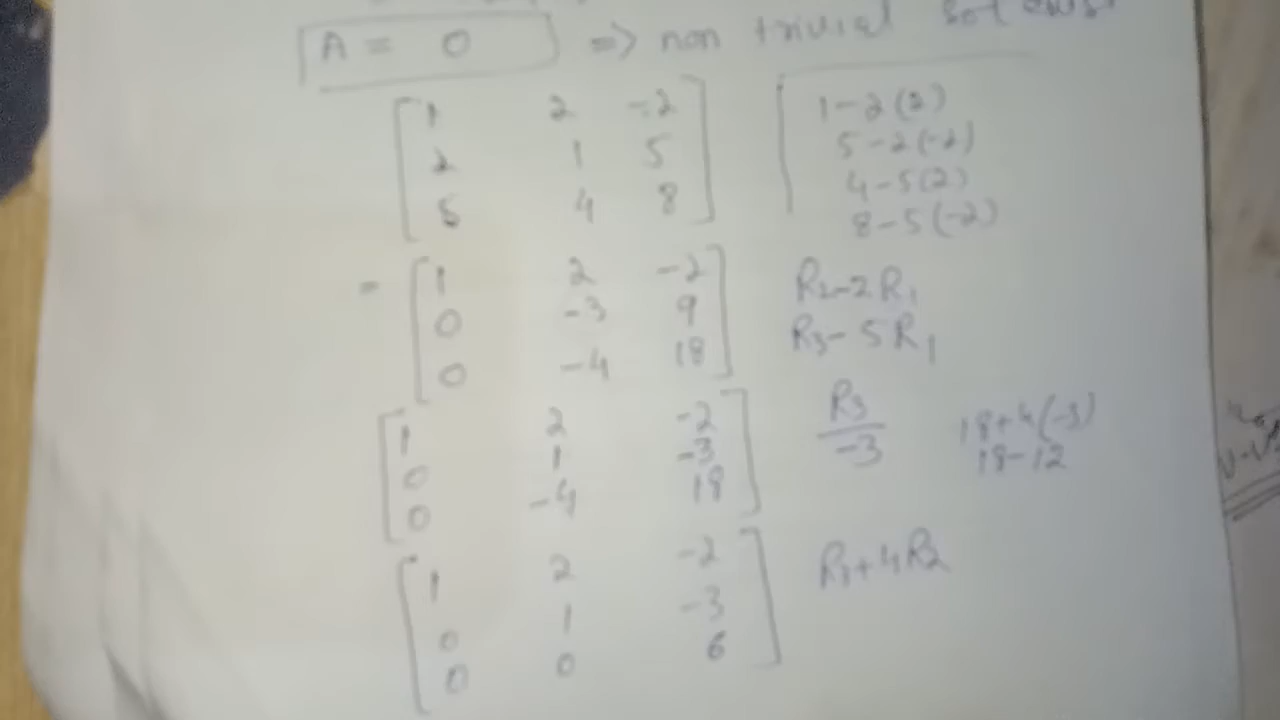 A = 0 => non trivial
1 2 -2
2 1 5
5 4 8
1-2(2)
5-2(-2)
4-5(2)
8-5(-2)
= 1 2 -2
0 -3 9
0 -4 18
R2-2R1
R3-5R1
1 2 -2
0 1 -3
0 -4 18
R3
-3
18+4(-3)
18-12
1 2 -2
0 1 -3
0 0 6
R3+4R2